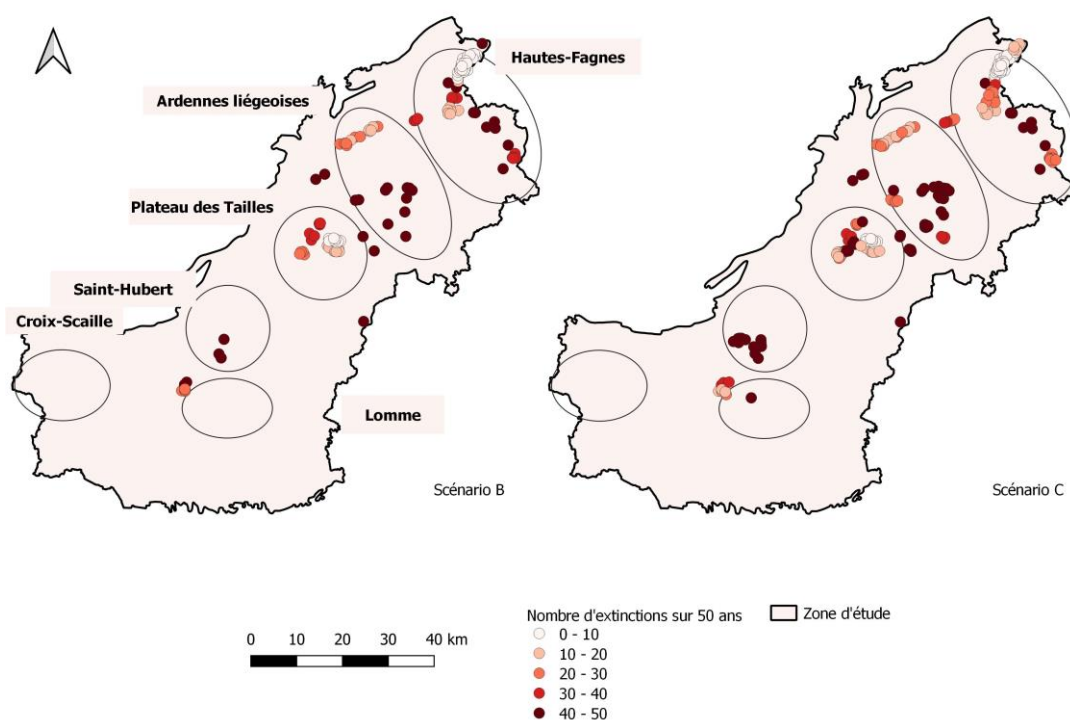 Hautes-Fagnes
Ardennes liégeoises
Plateau des Tailles
Saint-Hubert
Croix-Scaille
Lomme
Scénario B
Scénario C
Nombre d'extinctions sur 50 ans
Zone d'étude
0 - 10
10 - 20
20 - 30
30 - 40
40 - 50
0 10 20 30 40 km